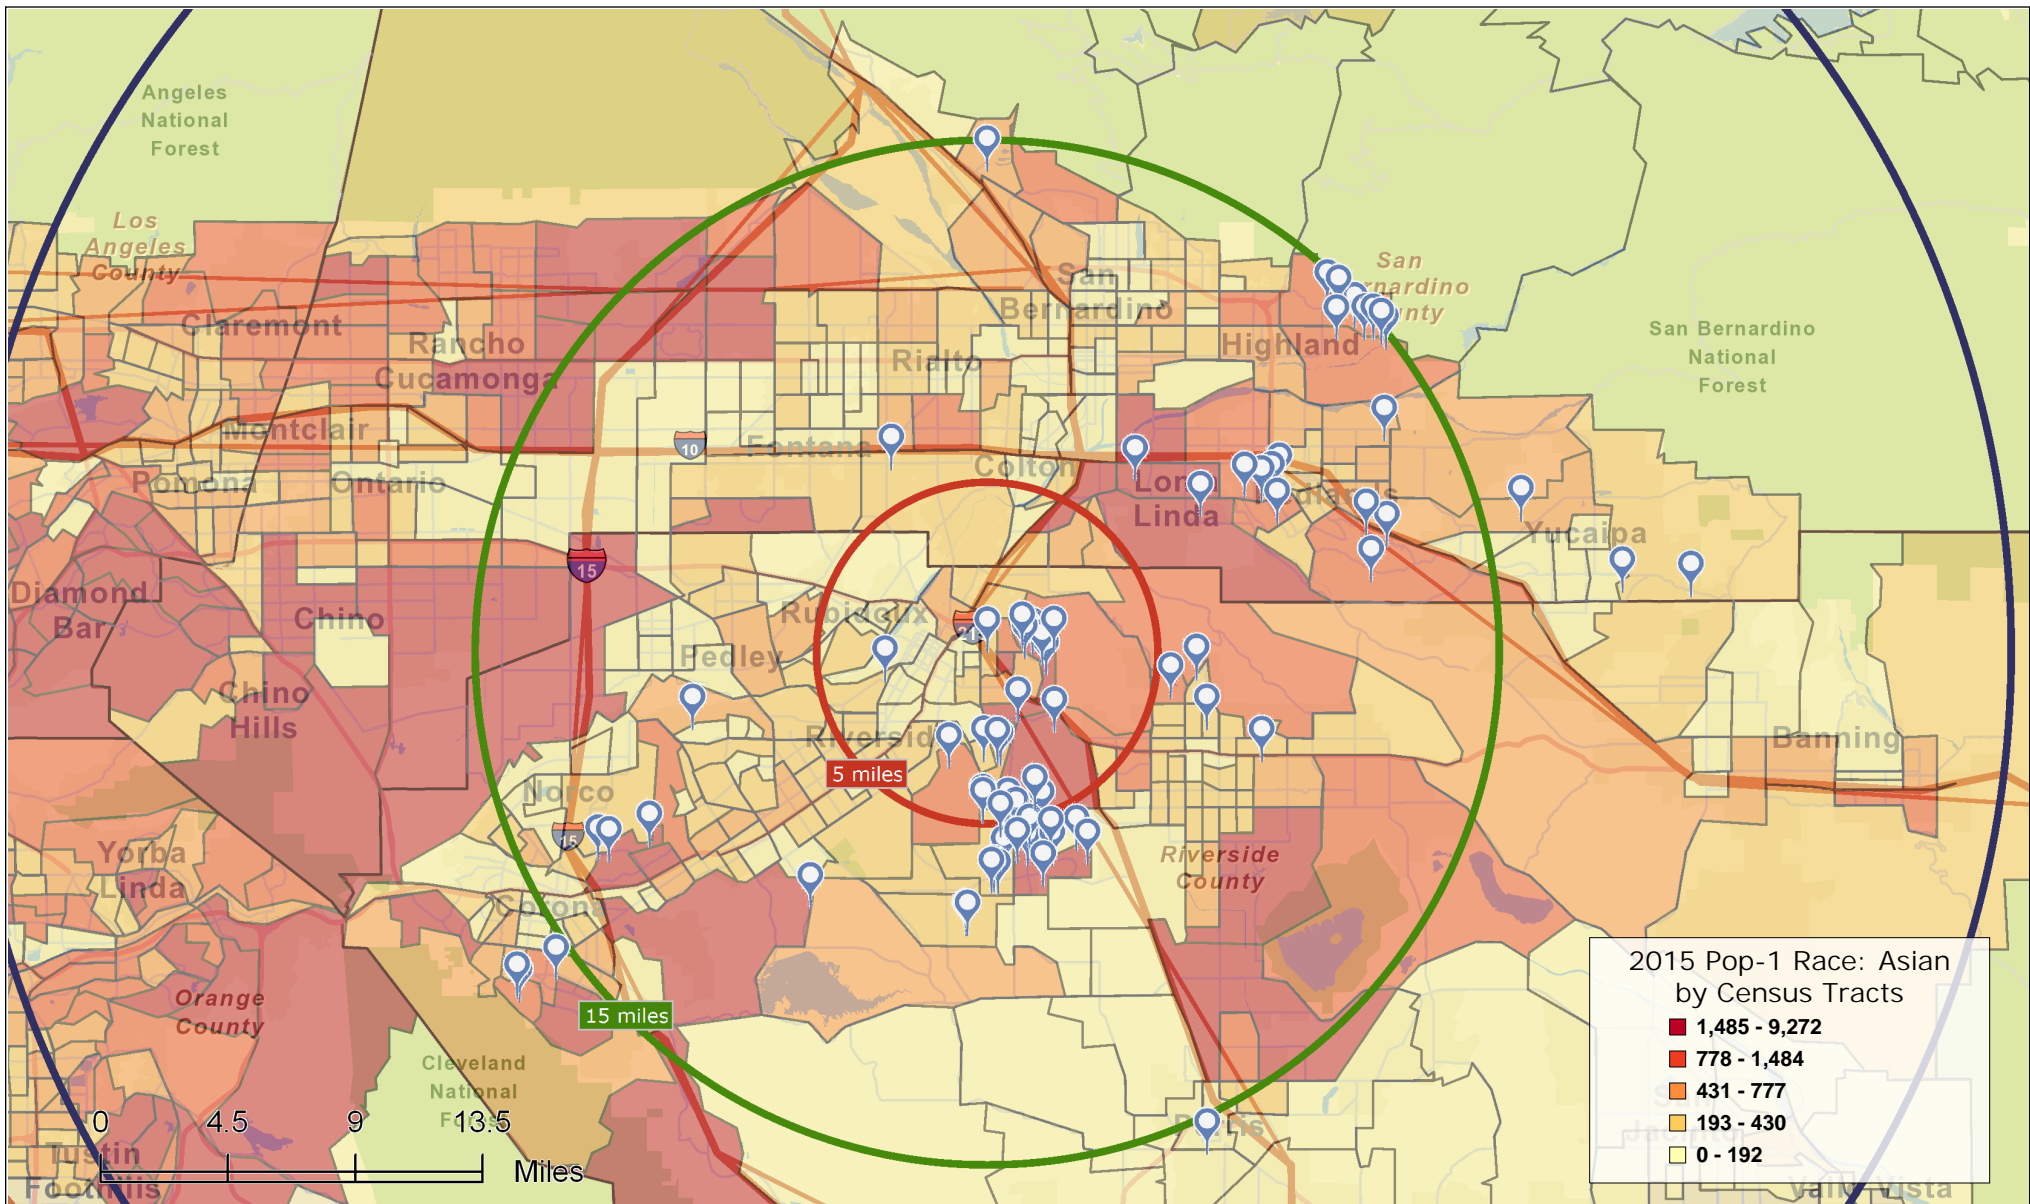 Angeles
National
Forest
Los
Angeles
County
San
San
Bernardino
Claremont
Rancho
Cucamonga
Rialto
Highland
San Bernardino
National
Forest
Montclair
10
Fontana
Colton
Pomona
Ontario
Loma
Linda
Yucaipa
15
Diamond
Bar
Chino
Rubidoux
Pedley
Chino
Hills
Banning
5 miles
Norco
15
Yorba
Linda
Riverside
County
Corona
Orange
County
15 miles
Cleveland
National
2015 Pop-1 Race: Asian
by Census Tracts
1,485 - 9,272
778 - 1,484
431 - 777
193 - 430
0 - 192
0 4.5 9 13.5
Miles
Tustin
Foothills
Vista